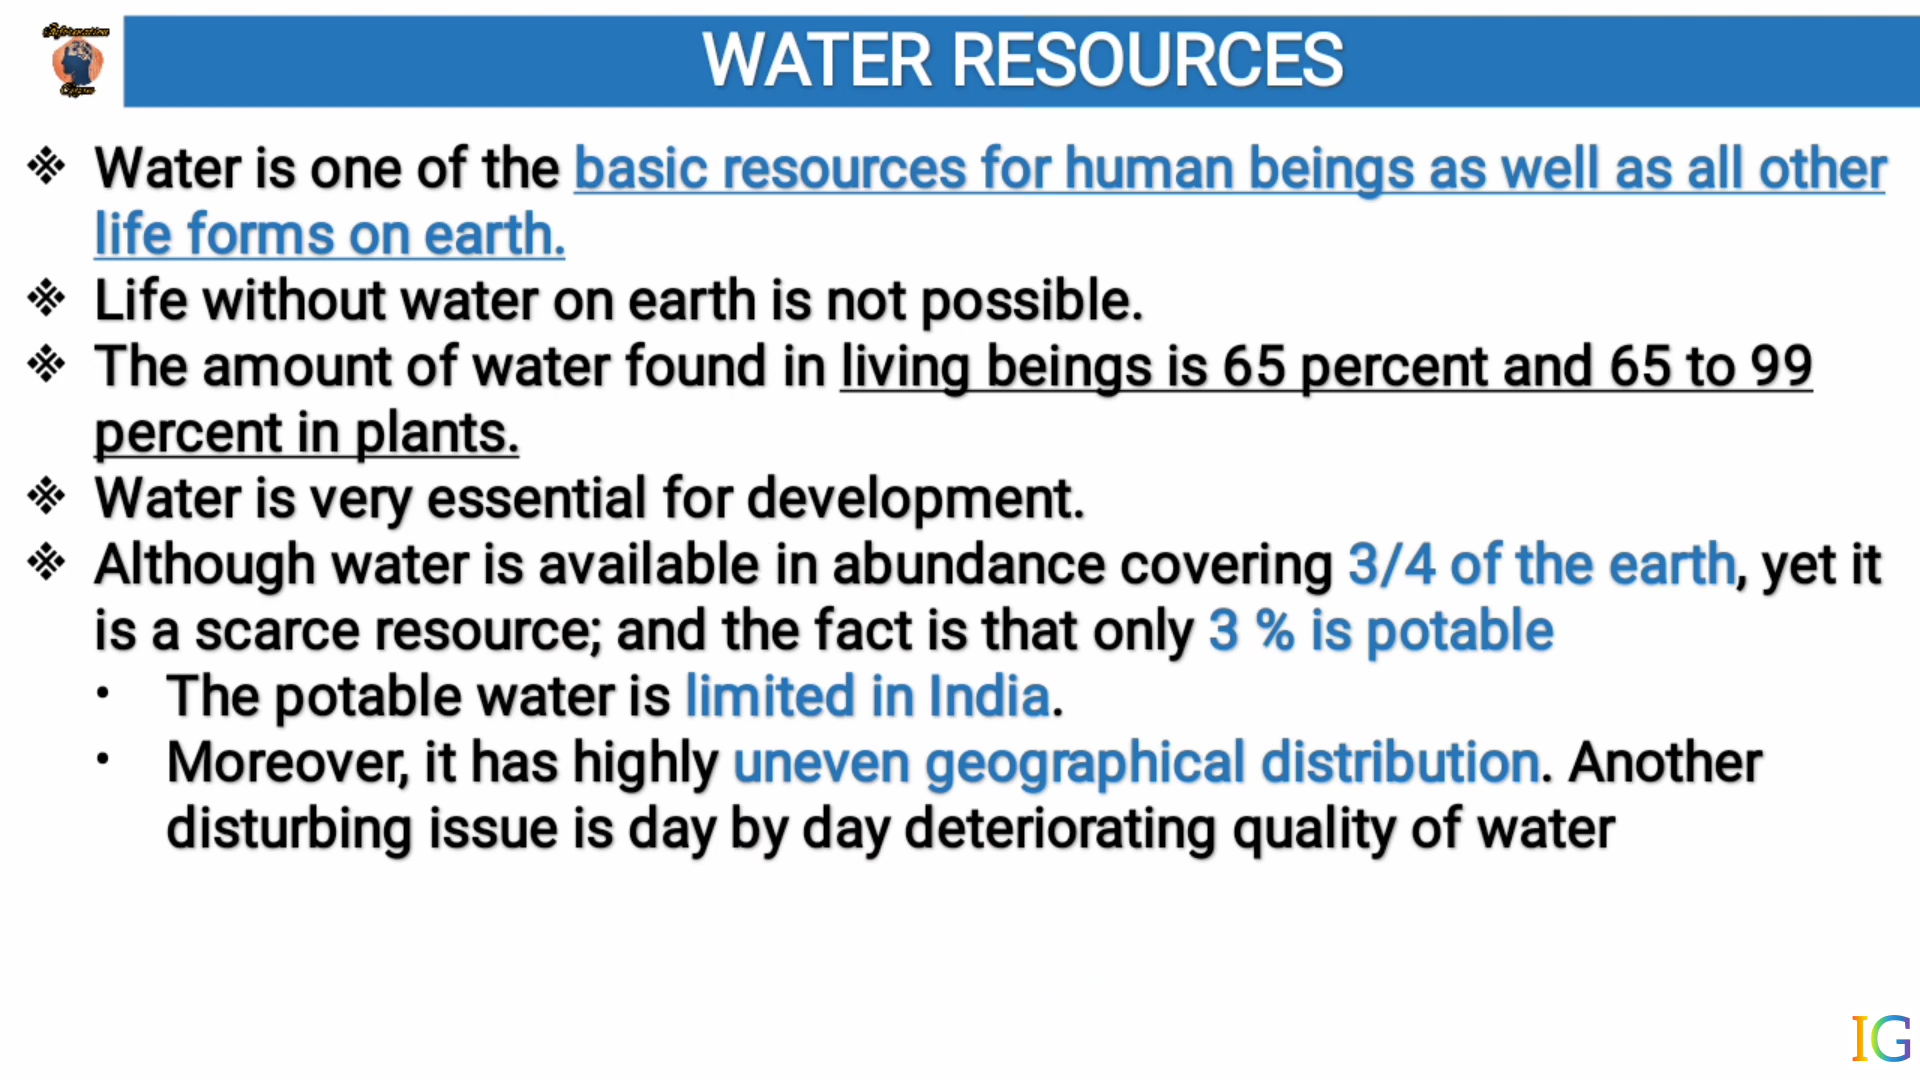 WATER RESOURCES
❖ Water is one of the basic resources for human beings as well as all other
life forms on earth.
❖ Life without water on earth is not possible.
❖ The amount of water found in living beings is 65 percent and 65 to 99
percent in plants.
❖ Water is very essential for development.
❖ Although water is available in abundance covering 3/4 of the earth, yet it
is a scarce resource; and the fact is that only 3 % is potable
• The potable water is limited in India.
• Moreover, it has highly uneven geographical distribution. Another
disturbing issue is day by day deteriorating quality of water
IG